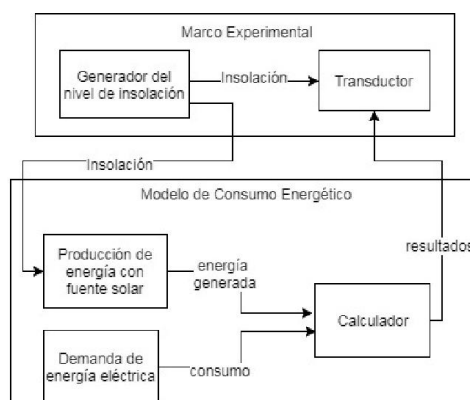 Marco Experimental
Generador del
nivel de insolación
Insolación
Transductor
Insolación
Modelo de Consumo Energético
Producción de
energía con
fuente solar
energía
generada
resultados
Calculador
Demanda de
energía eléctrica
consumo